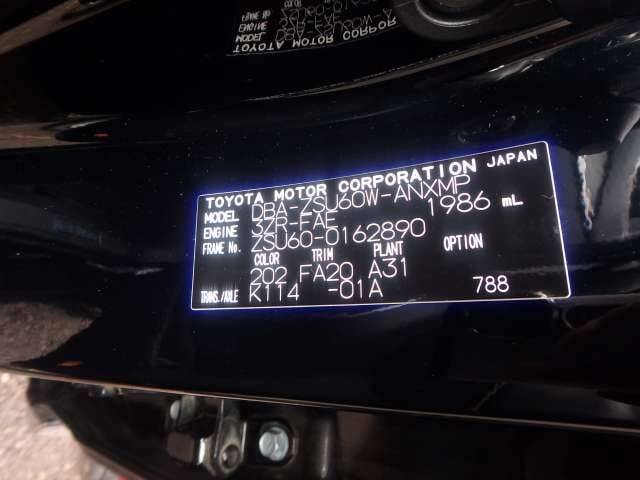 TOYOTA MOTOR CORPORATION JAPAN
MODEL DBA-ZSU60W-ANXMP
ENGINE 3ZR-FAE 1986 mL
FRAME No. ZSU60-0162890
COLOR TRIM PLANT OPTION
202 FA20 A31
TRANS./AXLE K114 -01A 788